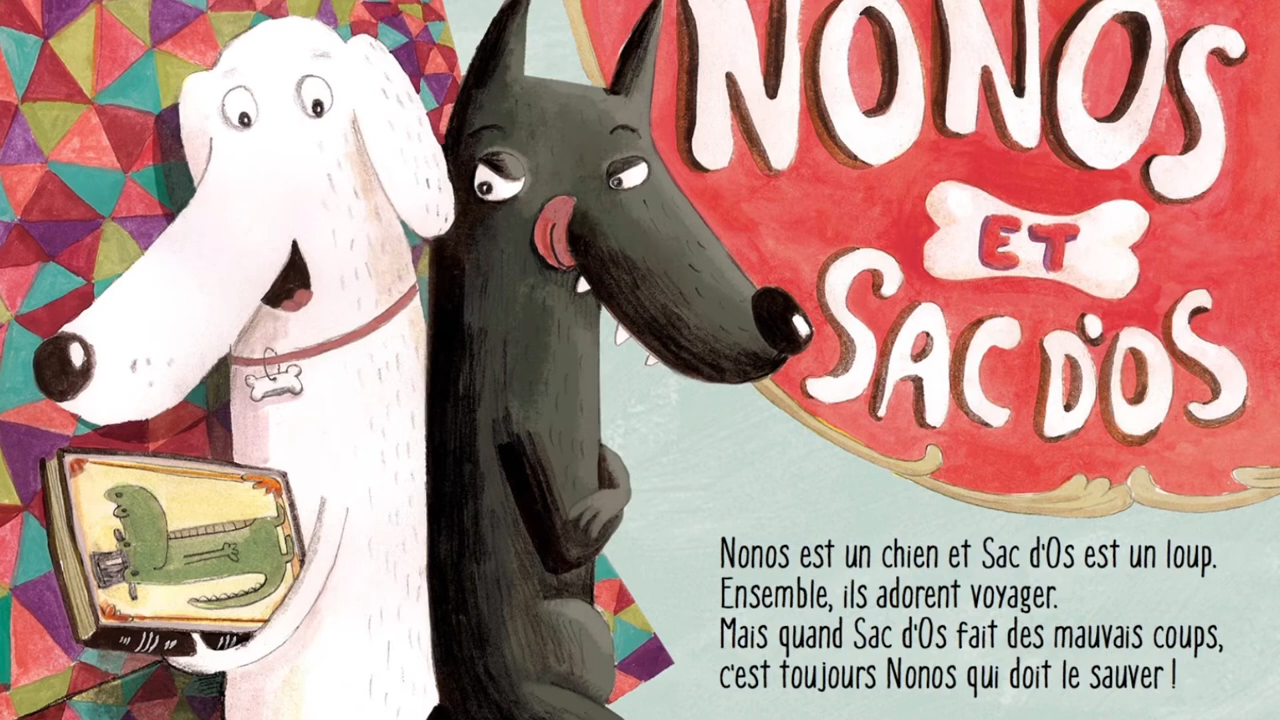 NONOS
ET
SAC D'OS
Nonos est un chien et Sac d'Os est un loup.
Ensemble, ils adorent voyager.
Mais quand Sac d'Os fait des mauvais coups,
c'est toujours Nonos qui doit le sauver !